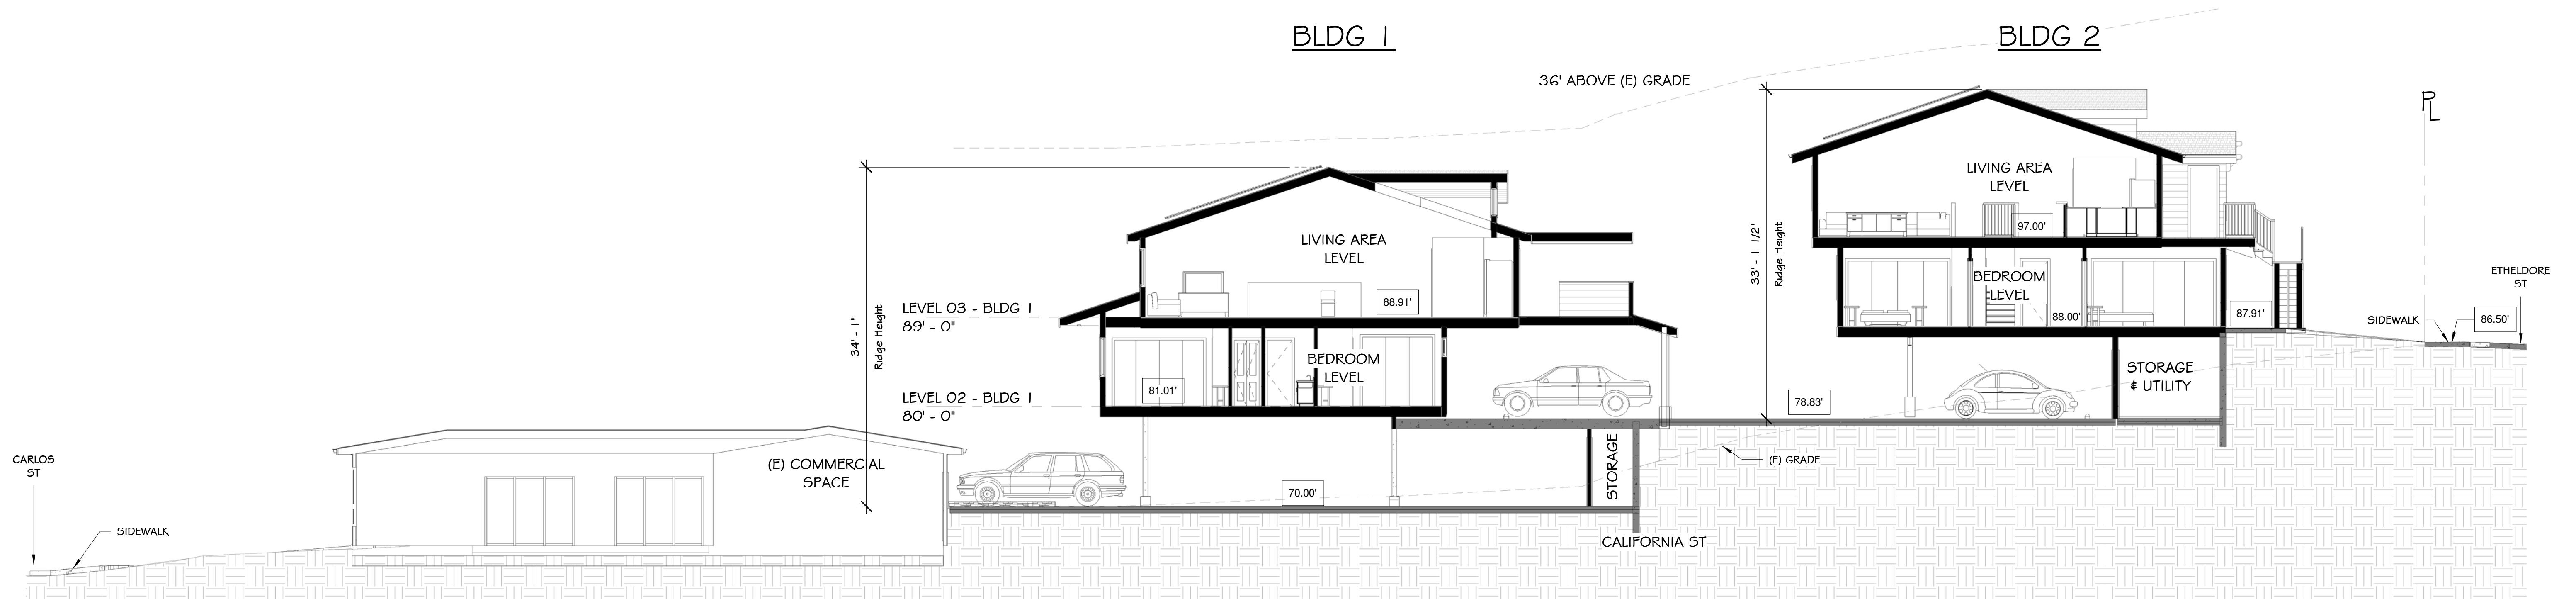 BLDG 1
BLDG 2
36' ABOVE (E) GRADE
PL
LIVING AREA
LEVEL
97.00'
33' - 1 1/2"
Ridge Height
LIVING AREA
LEVEL
88.91'
BEDROOM
LEVEL
88.00'
87.91'
ETHELDORE
ST
SIDEWALK
86.50'
LEVEL 03 - BLDG 1
89' - 0"
34' - 1"
Ridge Height
BEDROOM
LEVEL
81.01'
LEVEL 02 - BLDG 1
80' - 0"
78.83'
STORAGE
& UTILITY
CARLOS
ST
(E) COMMERCIAL
SPACE
STORAGE
(E) GRADE
70.00'
SIDEWALK
CALIFORNIA ST